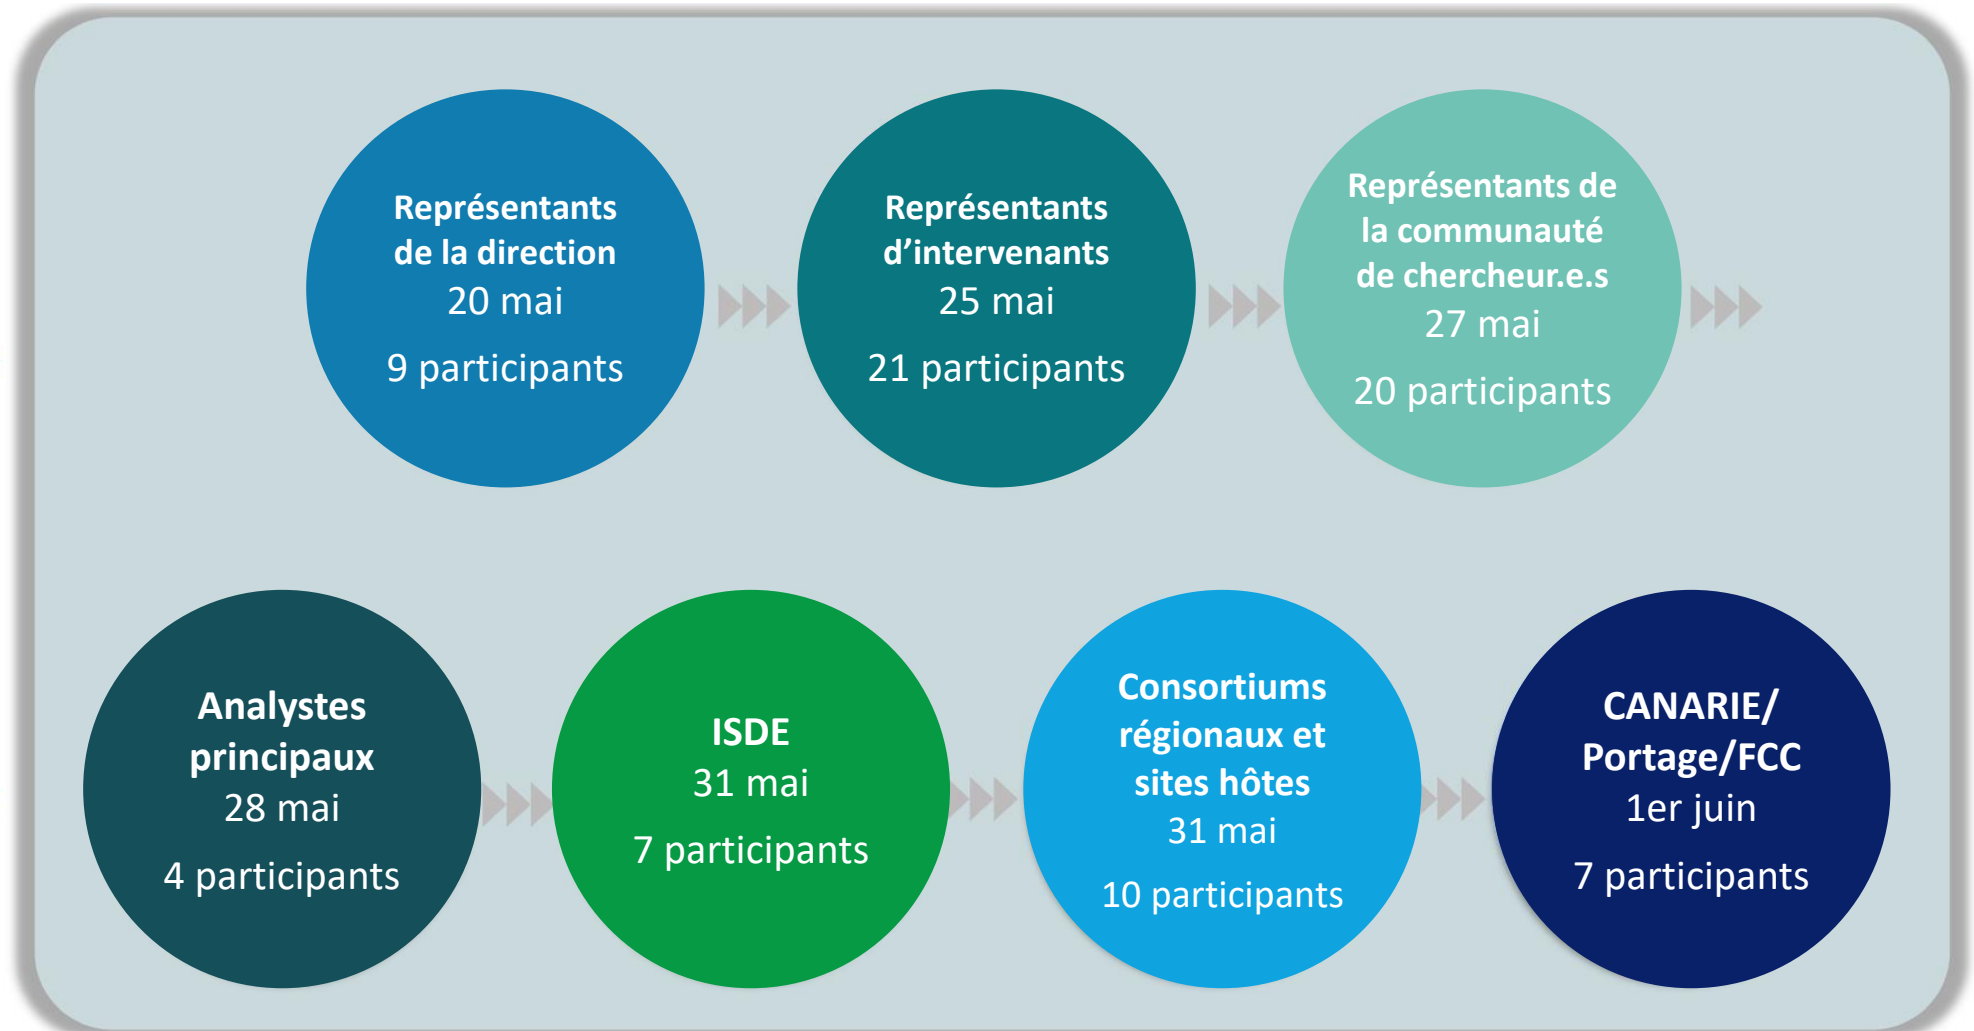 Représentants
de la direction
20 mai
9 participants
Représentants
d’intervenants
25 mai
21 participants
Représentants de
la communauté
de chercheur.e.s
27 mai
20 participants
Analystes
principaux
28 mai
4 participants
ISDE
31 mai
7 participants
Consortiums
régionaux et
sites hôtes
31 mai
10 participants
CANARIE/
Portage/FCC
1er juin
7 participants